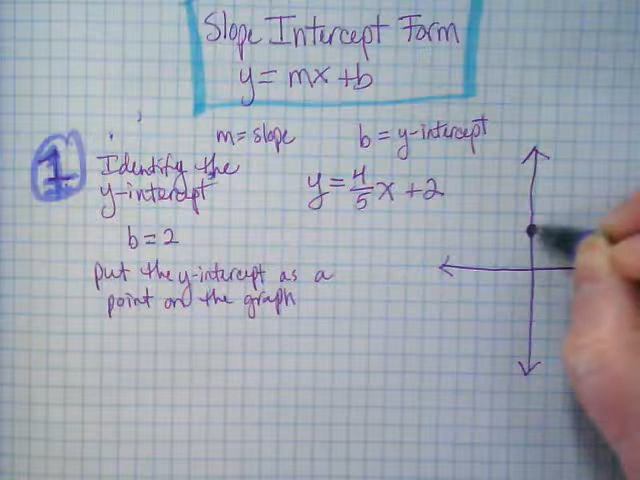 Slope Intercept Form
y = mx + b
m = slope
b = y-intercept
1
Identify the
y-intercept
y = 4/5 x + 2
b = 2
put the y-intercept as a
point on the graph